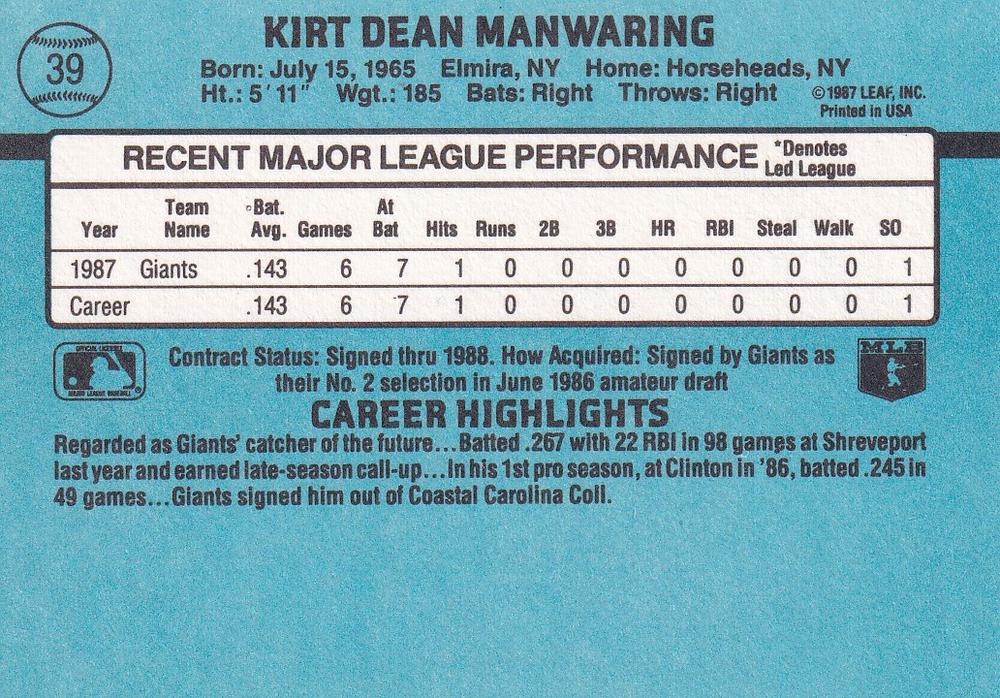 39
KIRT DEAN MANWARING
Born: July 15, 1965 Elmira, NY Home: Horseheads, NY
Ht.: 5'11" Wgt.: 185 Bats: Right Throws: Right
©1987 LEAF, INC.
Printed in USA
RECENT MAJOR LEAGUE PERFORMANCE *Denotes Led League
Year Team Name Bat. Avg. Games At Bat Hits Runs 2B 3B HR RBI Steal Walk SO
1987 Giants .143 6 7 1 0 0 0 0 0 0 0 1
Career .143 6 7 1 0 0 0 0 0 0 0 1
Contract Status: Signed thru 1988. How Acquired: Signed by Giants as
their No. 2 selection in June 1986 amateur draft
OFFICIAL LICENSEE
MAJOR LEAGUE BASEBALL
®
MLB
CAREER HIGHLIGHTS
Regarded as Giants' catcher of the future...Batted .267 with 22 RBI in 98 games at Shreveport
last year and earned late-season call-up...In his 1st pro season, at Clinton in '86, batted .245 in
49 games...Giants signed him out of Coastal Carolina Coll.